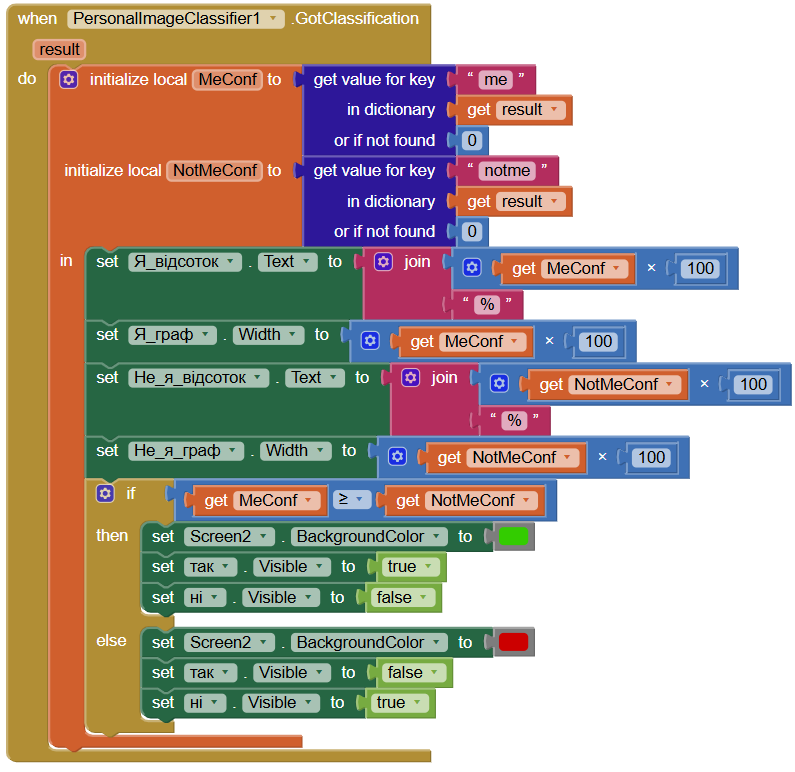 when PersonalImageClassifier1 .GotClassification
result
do initialize local MeConf to get value for key “ me ”
in dictionary get result
or if not found 0
initialize local NotMeConf to get value for key “ notme ”
in dictionary get result
or if not found 0
in set Я_відсоток . Text to join get MeConf × 100
“ % ”
set Я_граф . Width to get MeConf × 100
set Не_я_відсоток . Text to join get NotMeConf × 100
“ % ”
set Не_я_граф . Width to get NotMeConf × 100
if get MeConf ≥ get NotMeConf
then set Screen2 . BackgroundColor to
set так . Visible to true
set ні . Visible to false
else set Screen2 . BackgroundColor to
set так . Visible to false
set ні . Visible to true